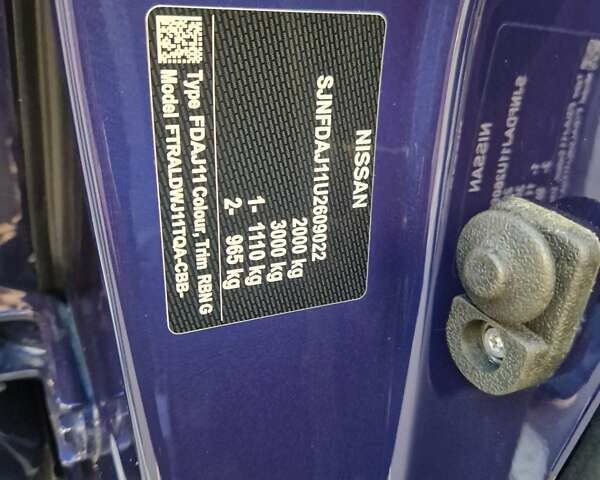 NISSAN
SJNFDAJ11U2609022
2000 kg
3000 kg
1- 1110 kg
2- 965 kg
Type FDAJ11 Colour, Trim RBN G
Model FTRALDWJ11TQA-CBB-